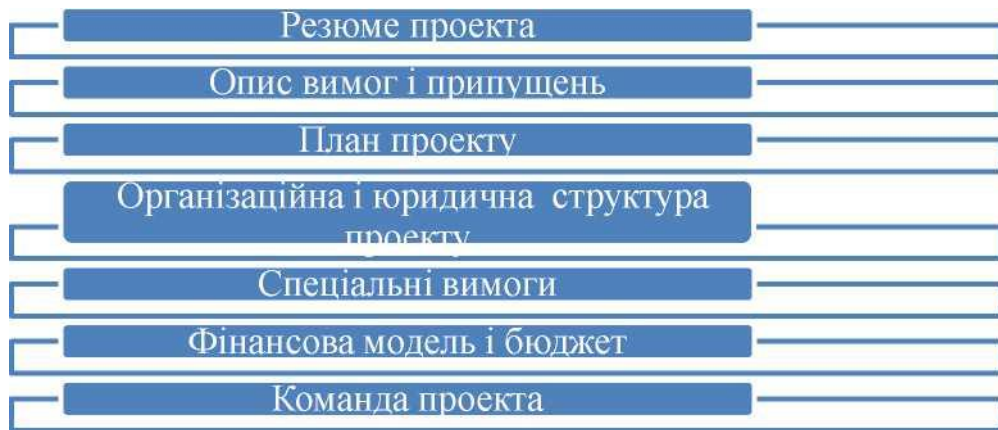 Резюме проекта
Опис вимог і припущень
План проекту
Організаційна і юридична структура
проекту
Спеціальні вимоги
Фінансова модель і бюджет
Команда проекта